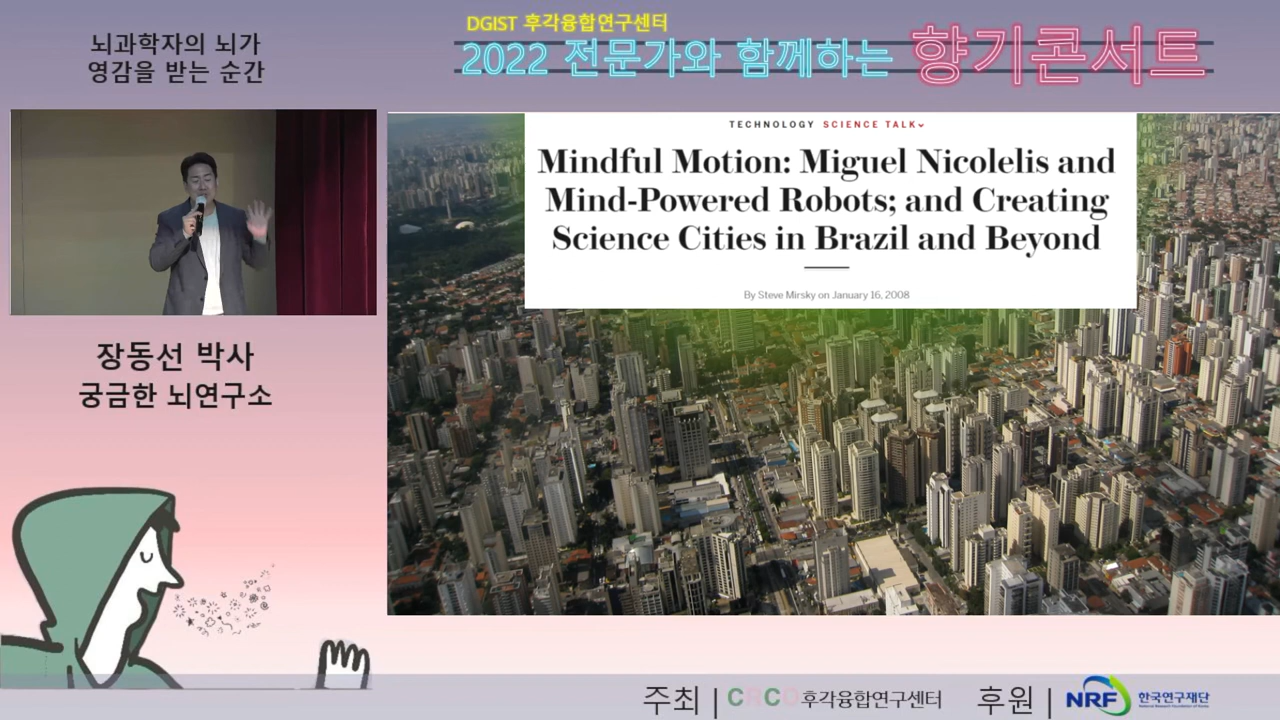 뇌과학자의 뇌가
영감을 받는 순간
DGIST 후각융합연구센터
2022 전문가와 함께하는 향기콘서트
TECHNOLOGY SCIENCE TALK
Mindful Motion: Miguel Nicolelis and
Mind-Powered Robots; and Creating
Science Cities in Brazil and Beyond
By Steve Mirsky on January 16, 2008
장동선 박사
궁금한 뇌연구소
주최 | CRCO 후각융합연구센터 후원 | NRF 한국연구재단
National Research Foundation of Korea